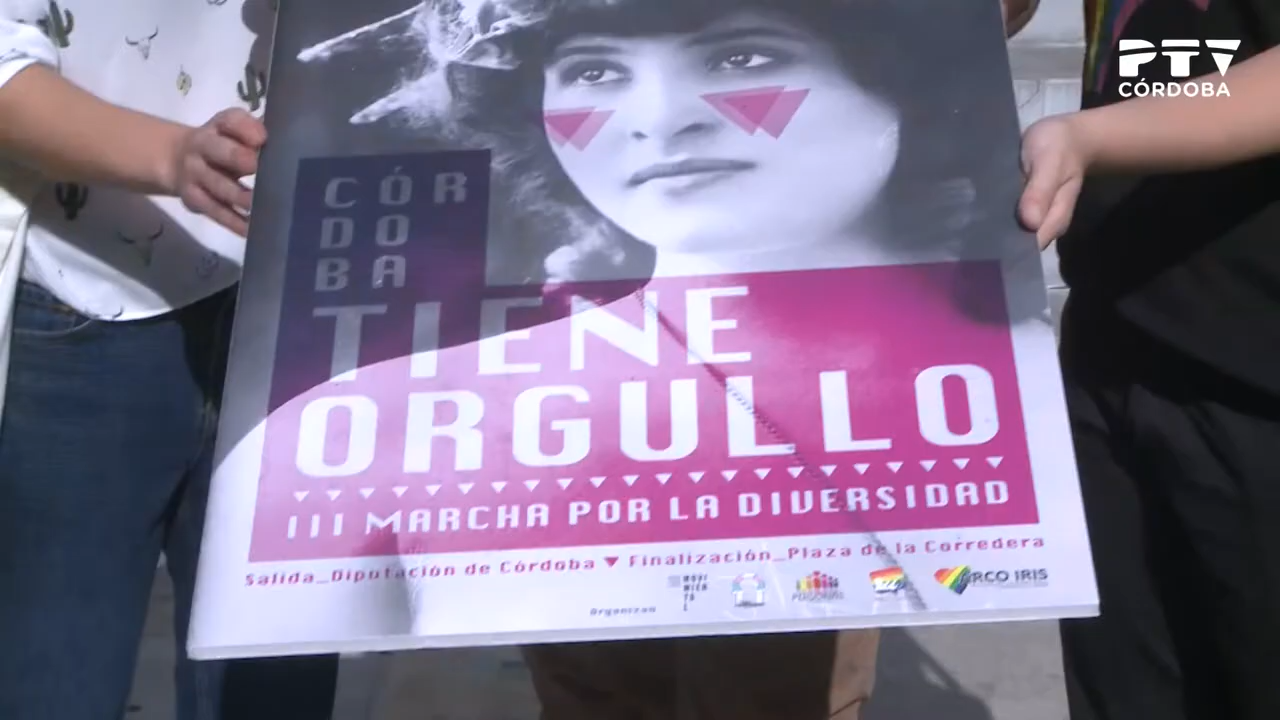 PTV
CÓRDOBA
CÓR
DO
BA
TIENE
ORGULLO
III MARCHA POR LA DIVERSIDAD
Salida_Diputación de Córdoba ▼ Finalización_Plaza de la Corredera
Organizan
ARCO IRIS